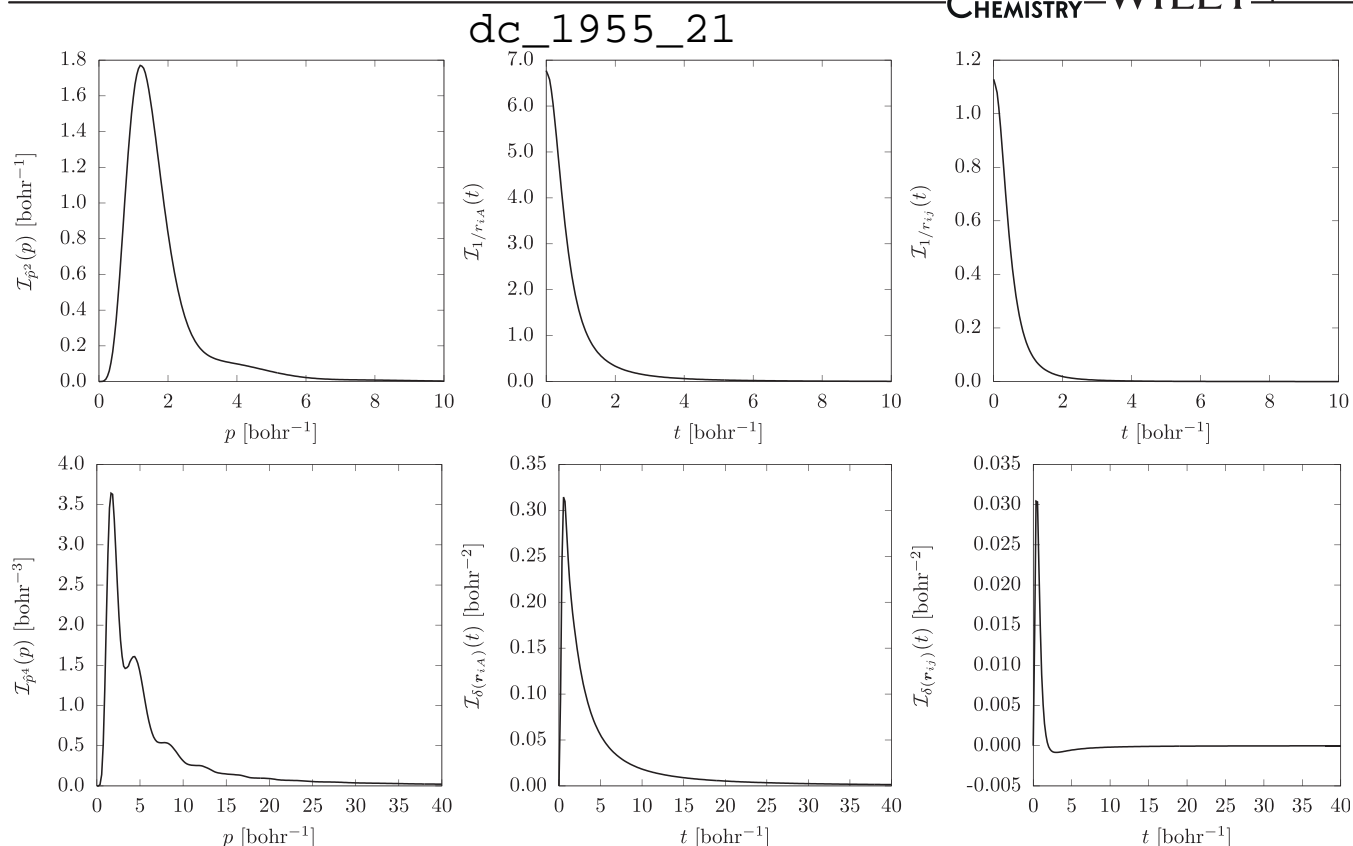 CHEMISTRY WILEY
dc_1955_21
1.8
1.6
1.4
1.2
1.0
0.8
0.6
0.4
0.2
0.0
0 2 4 6 8 10
p [bohr⁻¹]
𝓘_{p̂²}(p) [bohr⁻¹]
7.0
6.0
5.0
4.0
3.0
2.0
1.0
0.0
0 2 4 6 8 10
t [bohr⁻¹]
𝓘_{1/r_{iA}}(t)
1.2
1.0
0.8
0.6
0.4
0.2
0.0
0 2 4 6 8 10
t [bohr⁻¹]
𝓘_{1/r_{ij}}(t)
4.0
3.5
3.0
2.5
2.0
1.5
1.0
0.5
0.0
0 5 10 15 20 25 30 35 40
p [bohr⁻¹]
𝓘_{p̂⁴}(p) [bohr⁻³]
0.35
0.30
0.25
0.20
0.15
0.10
0.05
0.00
0 5 10 15 20 25 30 35 40
t [bohr⁻¹]
𝓘_{δ(r_{iA})}(t) [bohr⁻²]
0.035
0.030
0.025
0.020
0.015
0.010
0.005
0.000
-0.005
0 5 10 15 20 25 30 35 40
t [bohr⁻¹]
𝓘_{δ(r_{ij})}(t) [bohr⁻²]